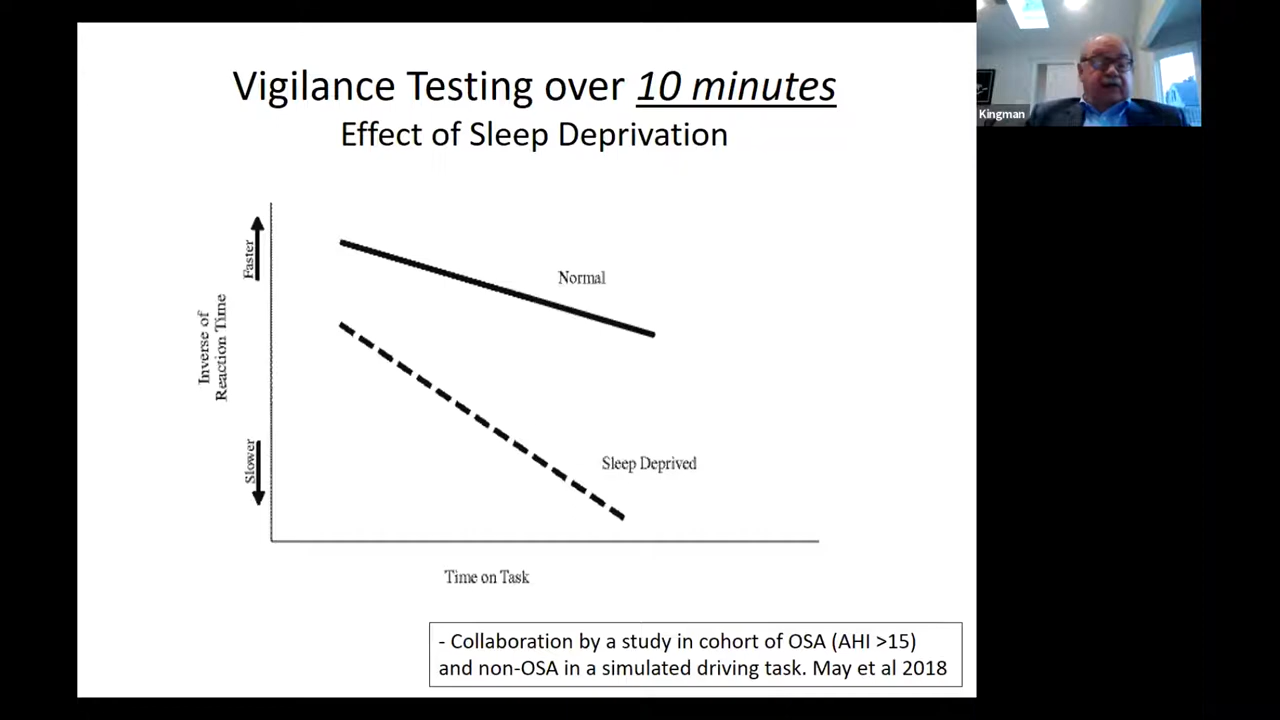 Vigilance Testing over 10 minutes
Effect of Sleep Deprivation
Kingman
Faster
Normal
Inverse of
Reaction Time
Slower
Sleep Deprived
Time on Task
- Collaboration by a study in cohort of OSA (AHI >15)
and non-OSA in a simulated driving task. May et al 2018